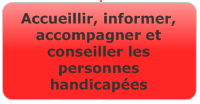 Accueillir, informer,
accompagner et
conseiller les
personnes
handicapées